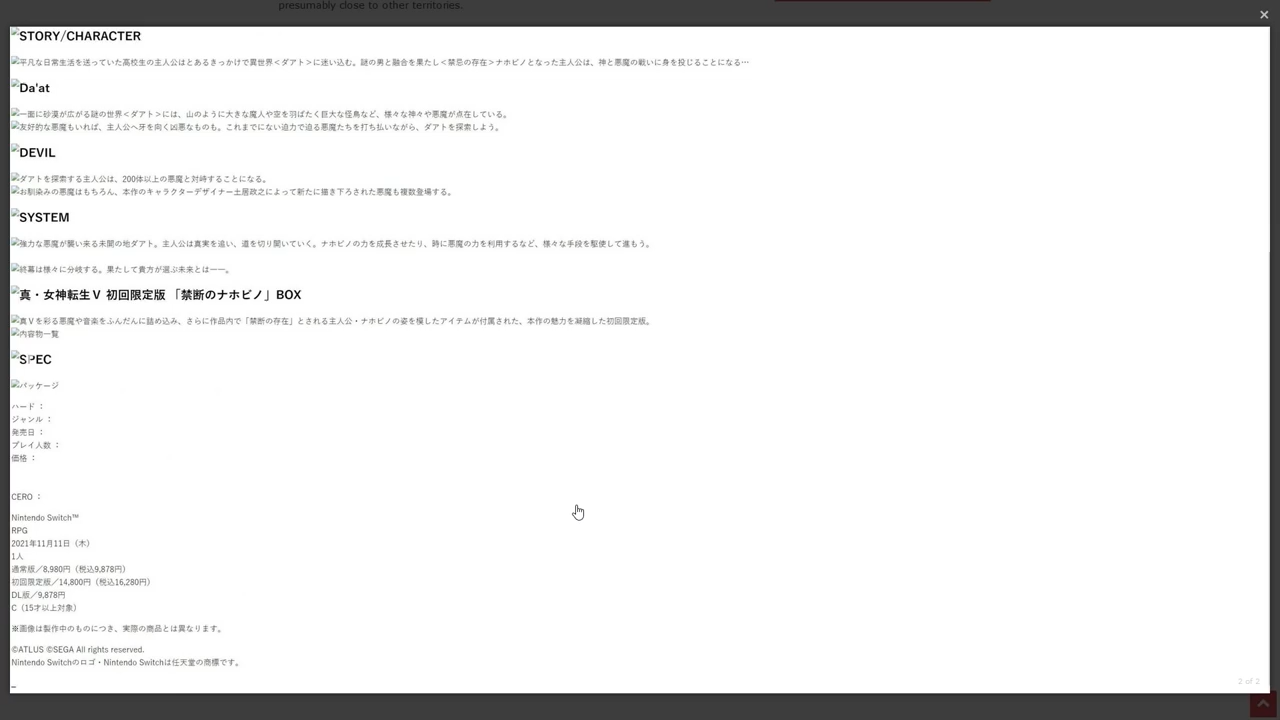 presumably close to other territories.
×
STORY/CHARACTER
平凡な日常生活を送っていた高校生の主人公はとあるきっかけで異世界＜ダアト＞に迷い込む。謎の男と融合を果たし＜禁忌の存在＞ナホビノとなった主人公は、神と悪魔の戦いに身を投じることになる…
Da'at
一面に砂漠が広がる謎の世界＜ダアト＞には、山のように大きな魔人や空を羽ばたく巨大な怪鳥など、様々な神々や悪魔が点在している。
友好的な悪魔もいれば、主人公へ牙を向く凶悪なものも。これまでにない迫力で迫る悪魔たちを打ち払いながら、ダアトを探索しよう。
DEVIL
ダアトを探索する主人公は、200体以上の悪魔と対峙することになる。
お馴染みの悪魔はもちろん、本作のキャラクターデザイナー土居政之によって新たに描き下ろされた悪魔も複数登場する。
SYSTEM
強力な悪魔が襲い来る未開の地ダアト。主人公は真実を追い、道を切り開いていく。ナホビノの力を成長させたり、時に悪魔の力を利用するなど、様々な手段を駆使して進もう。
終幕は様々に分岐する。果たして貴方が選ぶ未来とは――。
真・女神転生Ⅴ 初回限定版 「禁断のナホビノ」BOX
真Ⅴを彩る悪魔や音楽をふんだんに詰め込み、さらに作品内で「禁断の存在」とされる主人公・ナホビノの姿を模したアイテムが付属された、本作の魅力を凝縮した初回限定版。
内容物一覧
SPEC
パッケージ
ハード ：
ジャンル ：
発売日 ：
プレイ人数 ：
価格 ：
CERO ：
Nintendo Switch™
RPG
2021年11月11日（木）
1人
通常版／8,980円（税込9,878円）
初回限定版／14,800円（税込16,280円）
DL版／9,878円
C（15才以上対象）
※画像は製作中のものにつき、実際の商品とは異なります。
©ATLUS ©SEGA All rights reserved.
Nintendo Switchのロゴ・Nintendo Switchは任天堂の商標です。
2 of 2